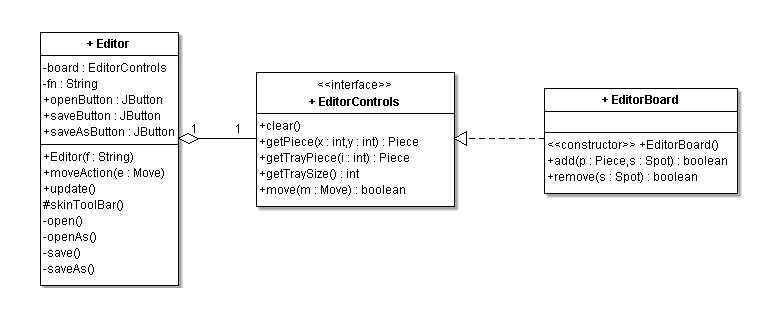 + Editor
-board : EditorControls
-fn : String
+openButton : JButton
+saveButton : JButton
+saveAsButton : JButton
+Editor(f : String)
+moveAction(e : Move)
+update()
#skinToolBar()
-open()
-openAs()
-save()
-saveAs()
1
1
<<interface>>
+ EditorControls
+clear()
+getPiece(x : int,y : int) : Piece
+getTrayPiece(i : int) : Piece
+getTraySize() : int
+move(m : Move) : boolean
+ EditorBoard
<<constructor>> +EditorBoard()
+add(p : Piece,s : Spot) : boolean
+remove(s : Spot) : boolean